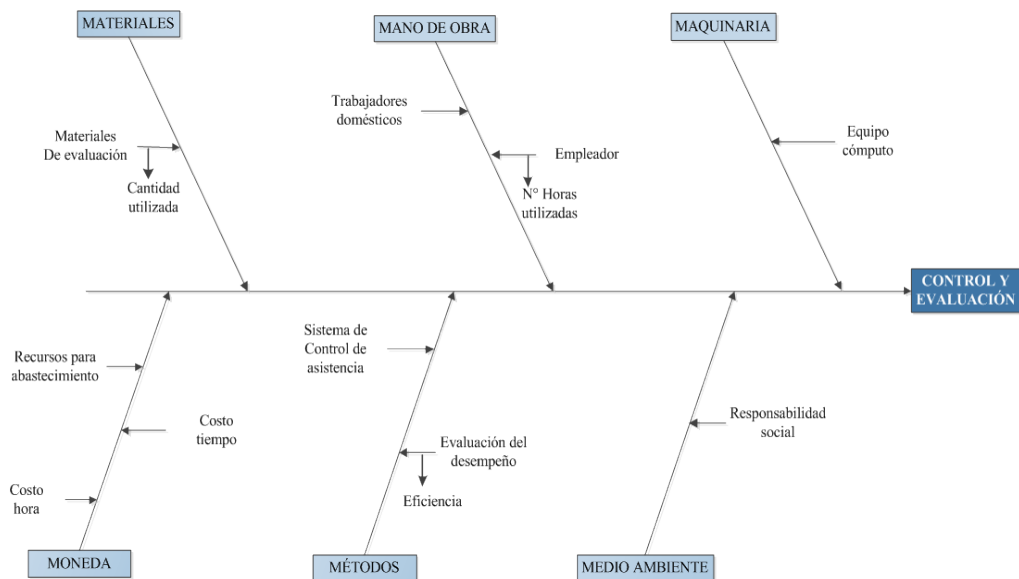 MATERIALES
MANO DE OBRA
MAQUINARIA
Trabajadores
domésticos
Materiales
De evaluación
Cantidad
utilizada
Empleador
N° Horas
utilizadas
Equipo
cómputo
CONTROL Y
EVALUACIÓN
Recursos para
abastecimiento
Costo
tiempo
Costo
hora
Sistema de
Control de
asistencia
Evaluación del
desempeño
Eficiencia
Responsabilidad
social
MONEDA
MÉTODOS
MEDIO AMBIENTE